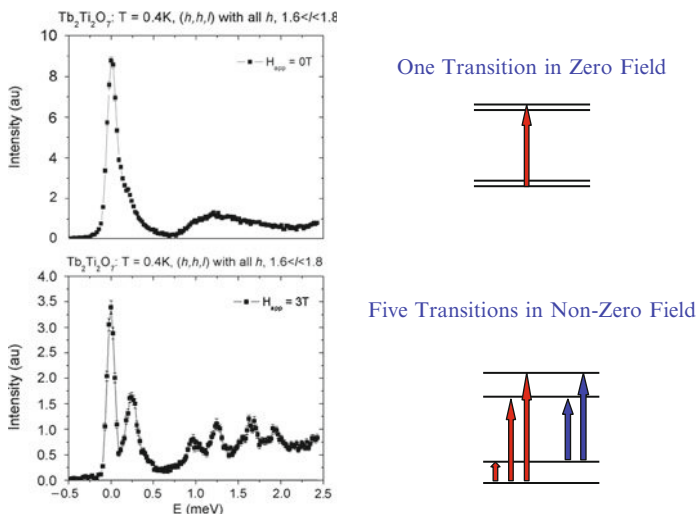 Tb2Ti2O7: T = 0.4K, (h,h,l) with all h, 1.6<l<1.8
10
8
6
4
2
0
Intensity (au)
Happ = 0T
One Transition in Zero Field
Tb2Ti2O7: T = 0.4K, (h,h,l) with all h, 1.6<l<1.8
4.0
3.5
3.0
2.5
2.0
1.5
1.0
0.5
0.0
Intensity (au)
Happ = 3T
−0.5 0.0 0.5 1.0 1.5 2.0 2.5
E (meV)
Five Transitions in Non-Zero Field